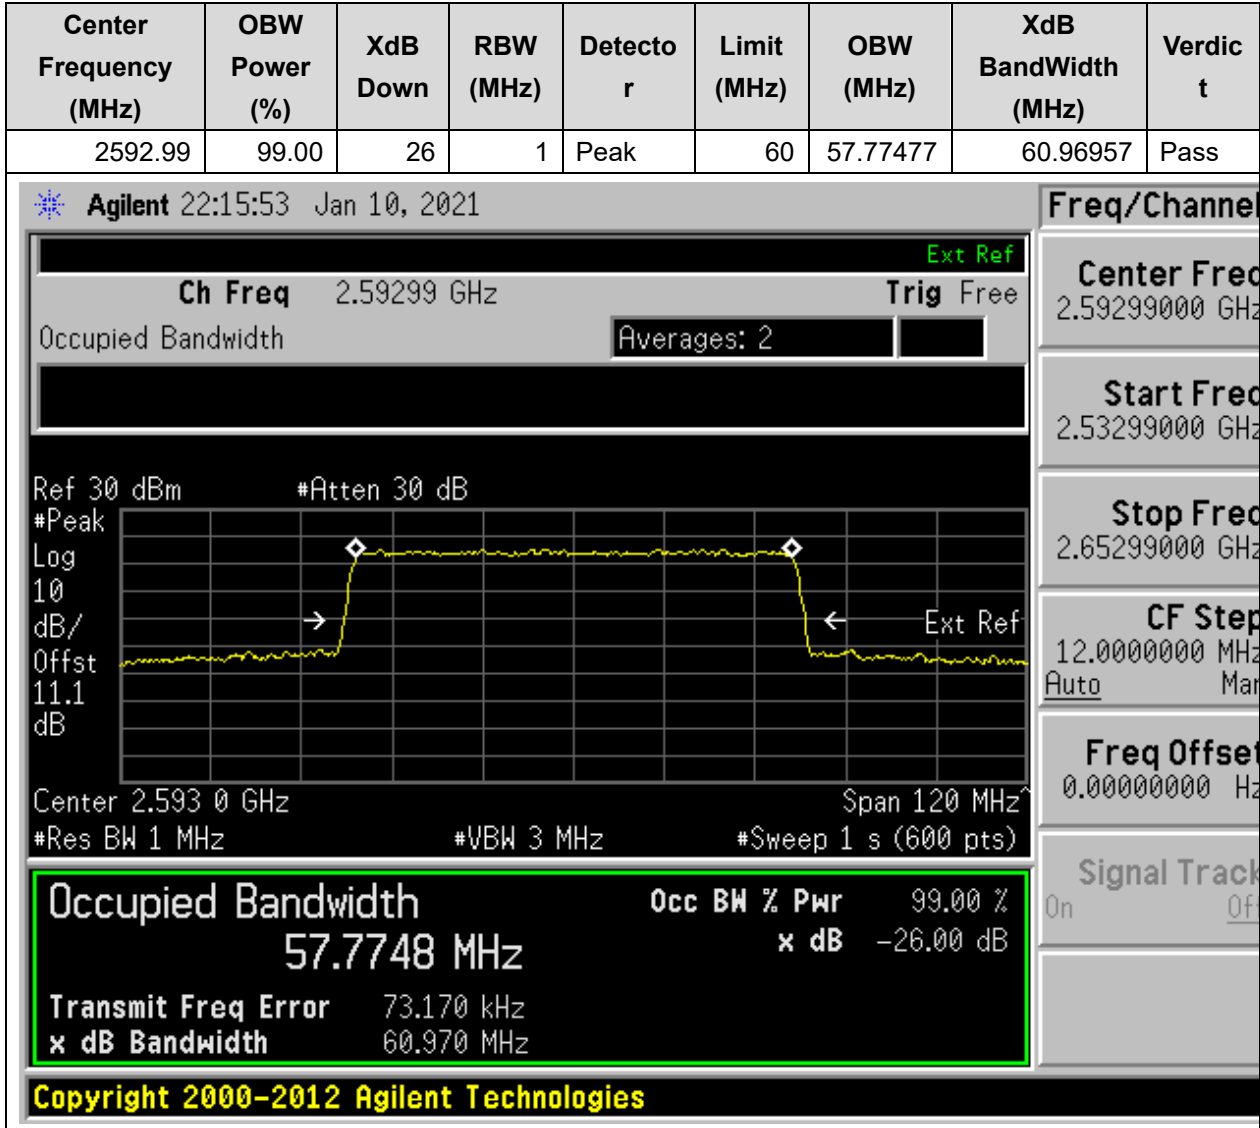 Center Frequency (MHz) OBW Power (%) XdB Down RBW (MHz) Detector Limit (MHz) OBW (MHz) XdB BandWidth (MHz) Verdict
2592.99 99.00 26 1 Peak 60 57.77477 60.96957 Pass
Agilent 22:15:53 Jan 10, 2021 Freq/Channel
Ext Ref
Ch Freq 2.59299 GHz Trig Free
Occupied Bandwidth Averages: 2
Center Freq
2.59299000 GHz
Start Freq
2.53299000 GHz
Stop Freq
2.65299000 GHz
CF Step
12.0000000 MHz
Auto Man
Freq Offset
0.00000000 Hz
Signal Track
On Off
Ref 30 dBm #Atten 30 dB
#Peak
Log
10
dB/
Offst
11.1
dB
Ext Ref
Center 2.593 0 GHz Span 120 MHz^
#Res BW 1 MHz #VBW 3 MHz #Sweep 1 s (600 pts)
Occupied Bandwidth Occ BW % Pwr 99.00 %
57.7748 MHz x dB -26.00 dB
Transmit Freq Error 73.170 kHz
x dB Bandwidth 60.970 MHz
Copyright 2000-2012 Agilent Technologies